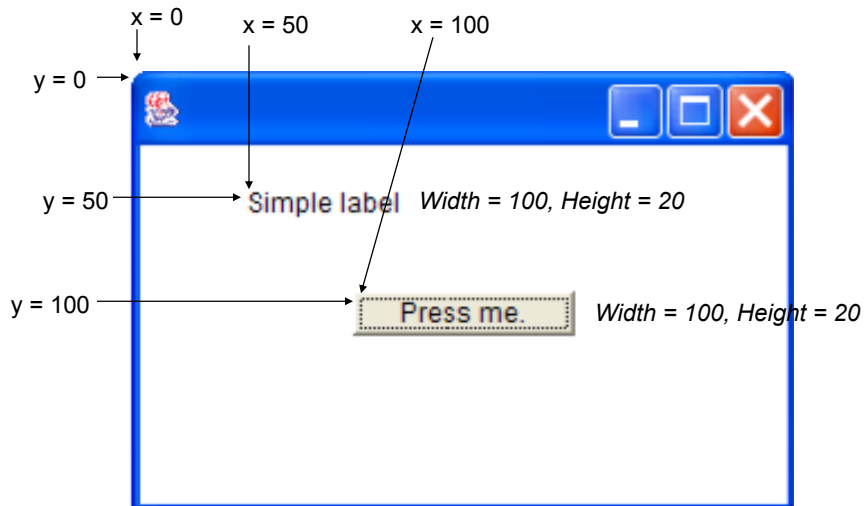 x = 0
x = 50
x = 100
y = 0
y = 50
Simple label
Width = 100, Height = 20
y = 100
Press me.
Width = 100, Height = 20